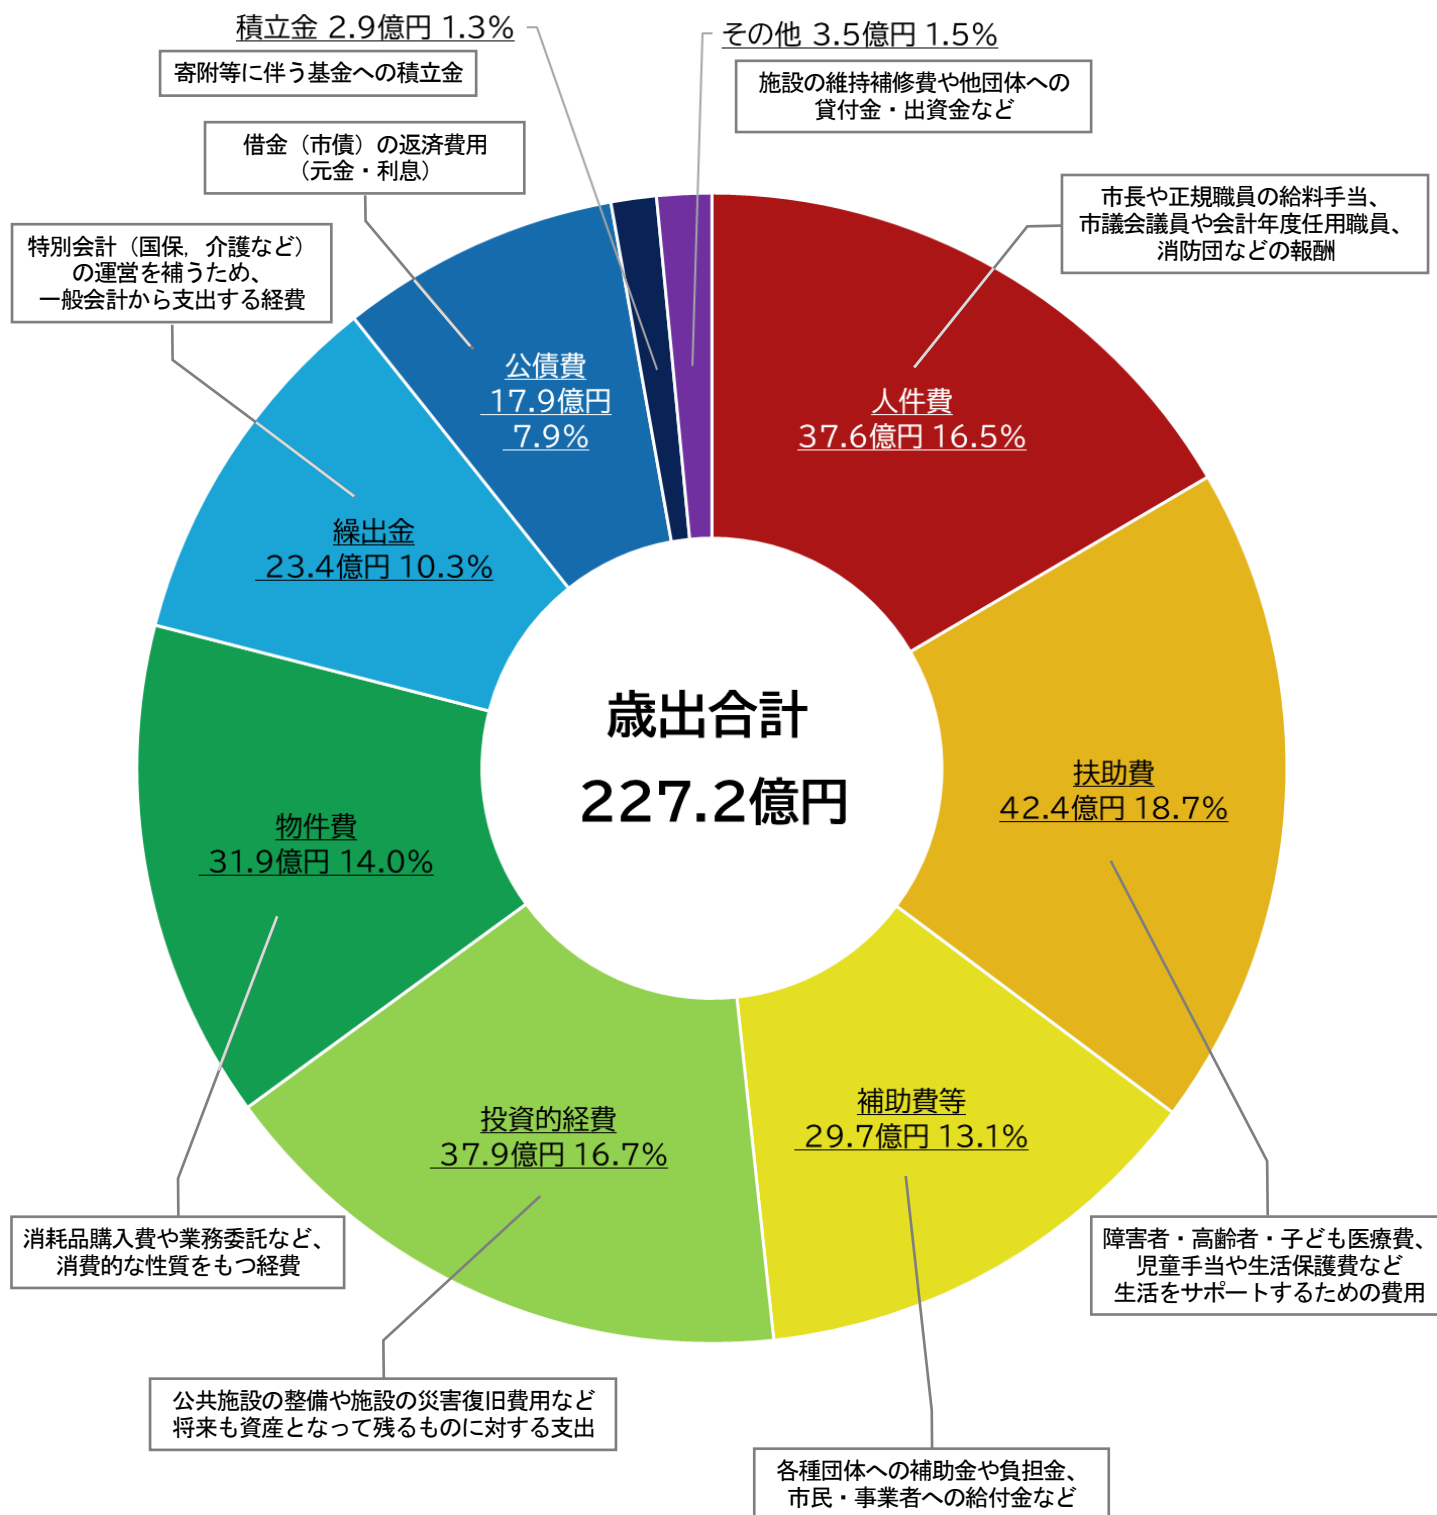 積立金 2.9億円 1.3%
寄附等に伴う基金への積立金
その他 3.5億円 1.5%
施設の維持補修費や他団体への
貸付金・出資金など
借金（市債）の返済費用
（元金・利息）
市長や正規職員の給料手当、
市議会議員や会計年度任用職員、
消防団などの報酬
特別会計（国保，介護など）
の運営を補うため、
一般会計から支出する経費
公債費
17.9億円
7.9%
人件費
37.6億円 16.5%
繰出金
23.4億円 10.3%
歳出合計
227.2億円
扶助費
42.4億円 18.7%
物件費
31.9億円 14.0%
補助費等
29.7億円 13.1%
投資的経費
37.9億円 16.7%
消耗品購入費や業務委託など、
消費的な性質をもつ経費
障害者・高齢者・子ども医療費、
児童手当や生活保護費など
生活をサポートするための費用
公共施設の整備や施設の災害復旧費用など
将来も資産となって残るものに対する支出
各種団体への補助金や負担金、
市民・事業者への給付金など